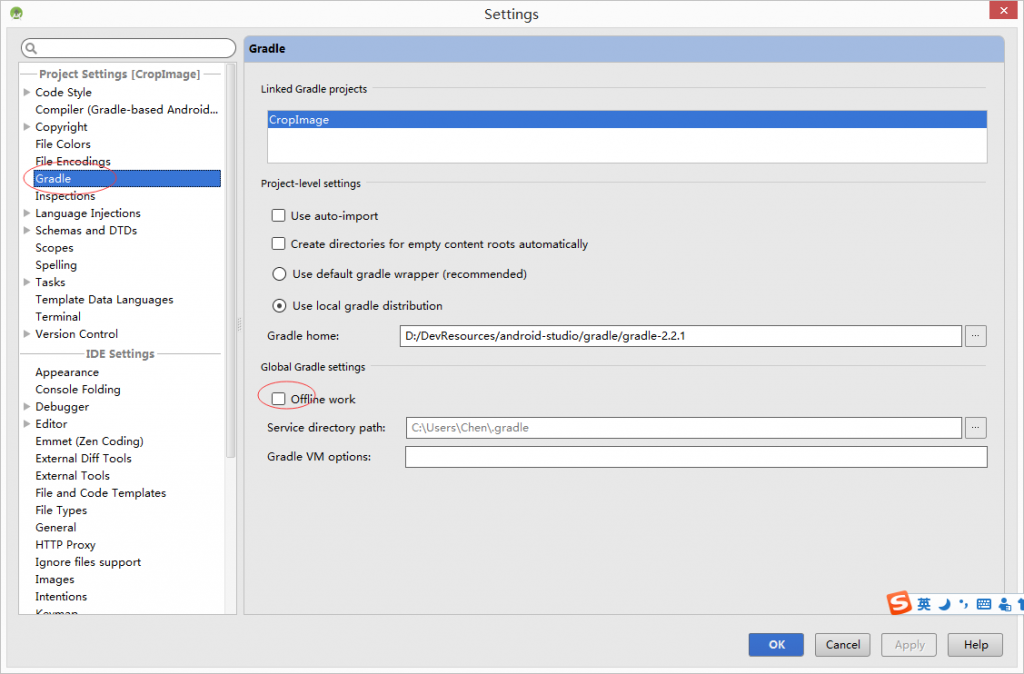 Settings
Project Settings [CropImage]
Code Style
Compiler (Gradle-based Android...
Copyright
File Colors
File Encodings
Gradle
Inspections
Language Injections
Schemas and DTDs
Scopes
Spelling
Tasks
Template Data Languages
Terminal
Version Control
IDE Settings
Appearance
Console Folding
Debugger
Editor
Emmet (Zen Coding)
External Diff Tools
External Tools
File and Code Templates
File Types
General
HTTP Proxy
Ignore files support
Images
Intentions
Keymap
Gradle
Linked Gradle projects
CropImage
Project-level settings
Use auto-import
Create directories for empty content roots automatically
Use default gradle wrapper (recommended)
Use local gradle distribution
Gradle home: D:/DevResources/android-studio/gradle/gradle-2.2.1 ...
Global Gradle settings
Offline work
Service directory path: C:\Users\Chen\.gradle ...
Gradle VM options:
S 英
OK Cancel Apply Help